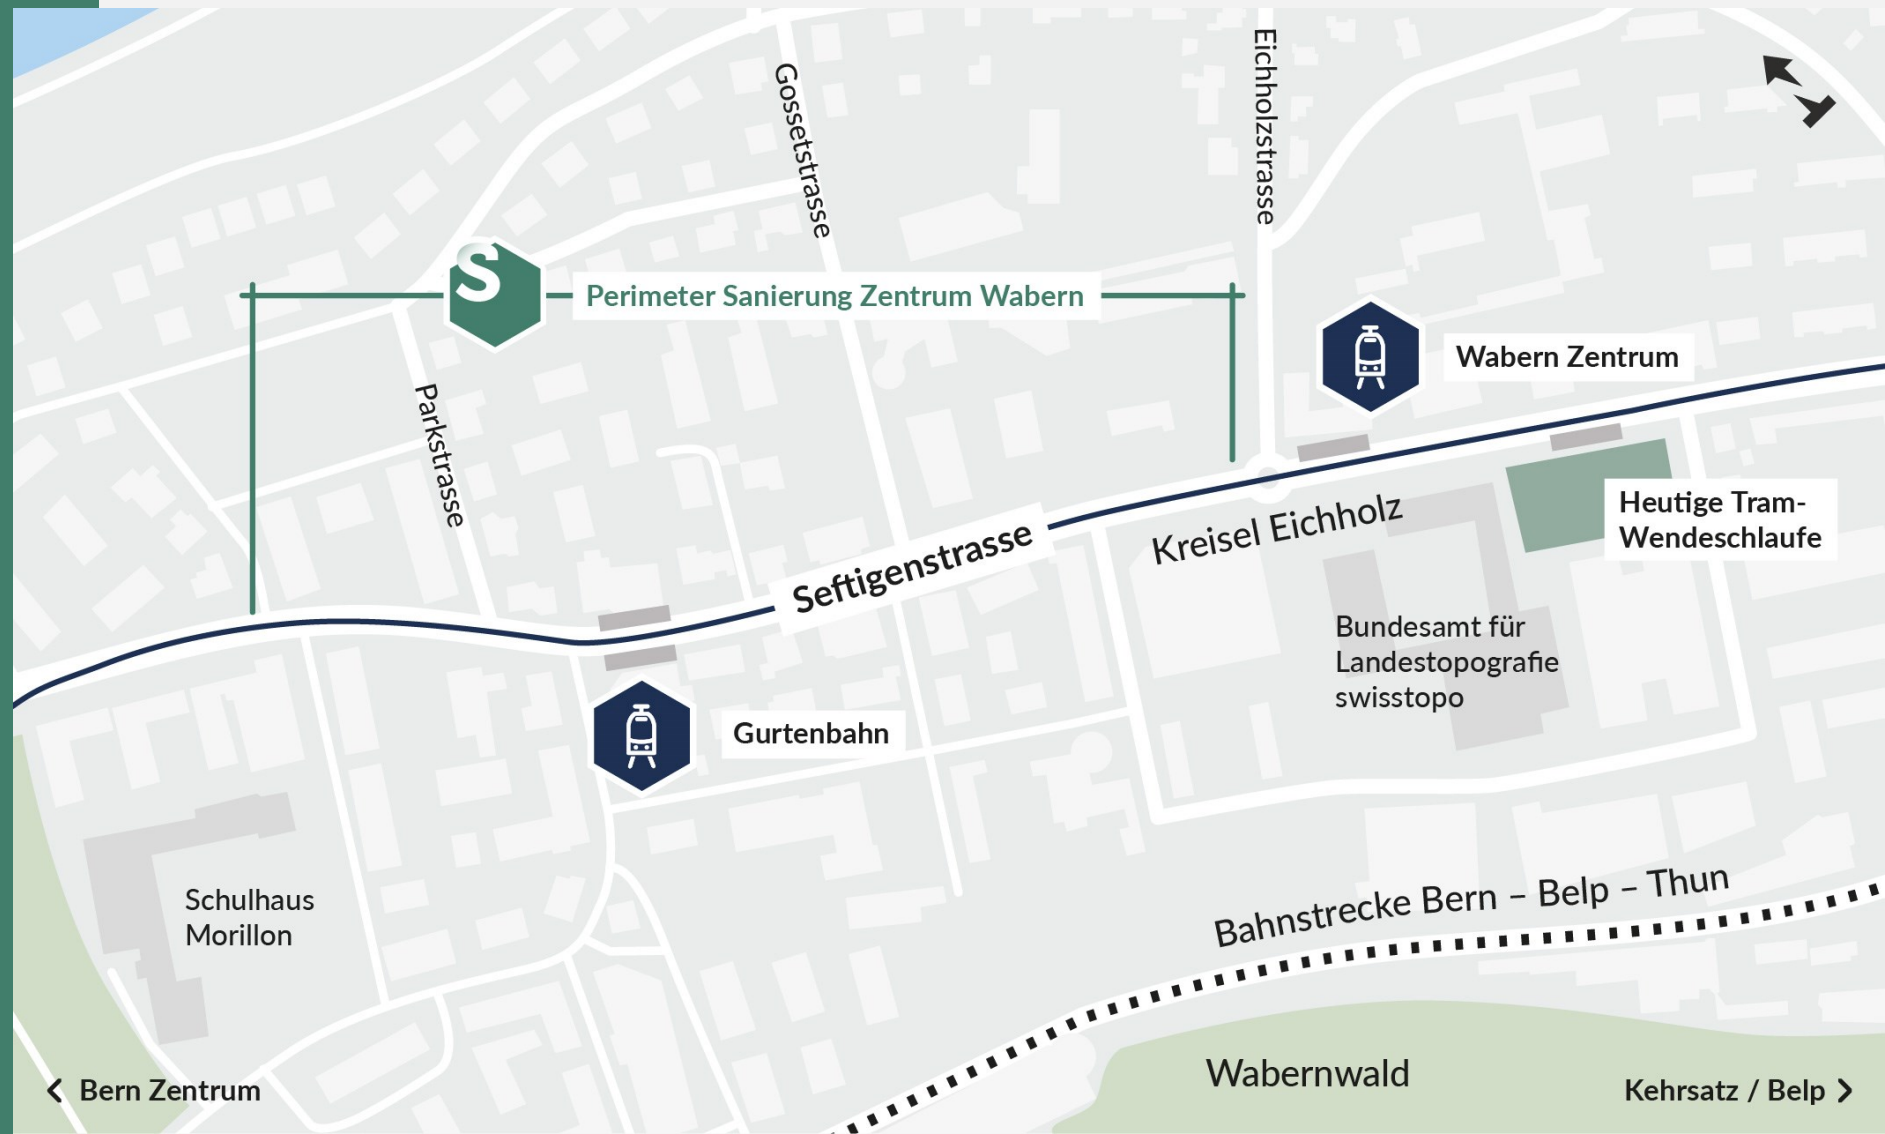 Gossetstrasse
Eichholzstrasse
S
Perimeter Sanierung Zentrum Wabern
Wabern Zentrum
Parkstrasse
Seftigenstrasse
Kreisel Eichholz
Heutige Tram-
Wendeschlaufe
Bundesamt für
Landestopografie
swisstopo
Gurtenbahn
Schulhaus
Morillon
Bahnstrecke Bern – Belp – Thun
Wabernwald
Bern Zentrum
Kehrsatz / Belp